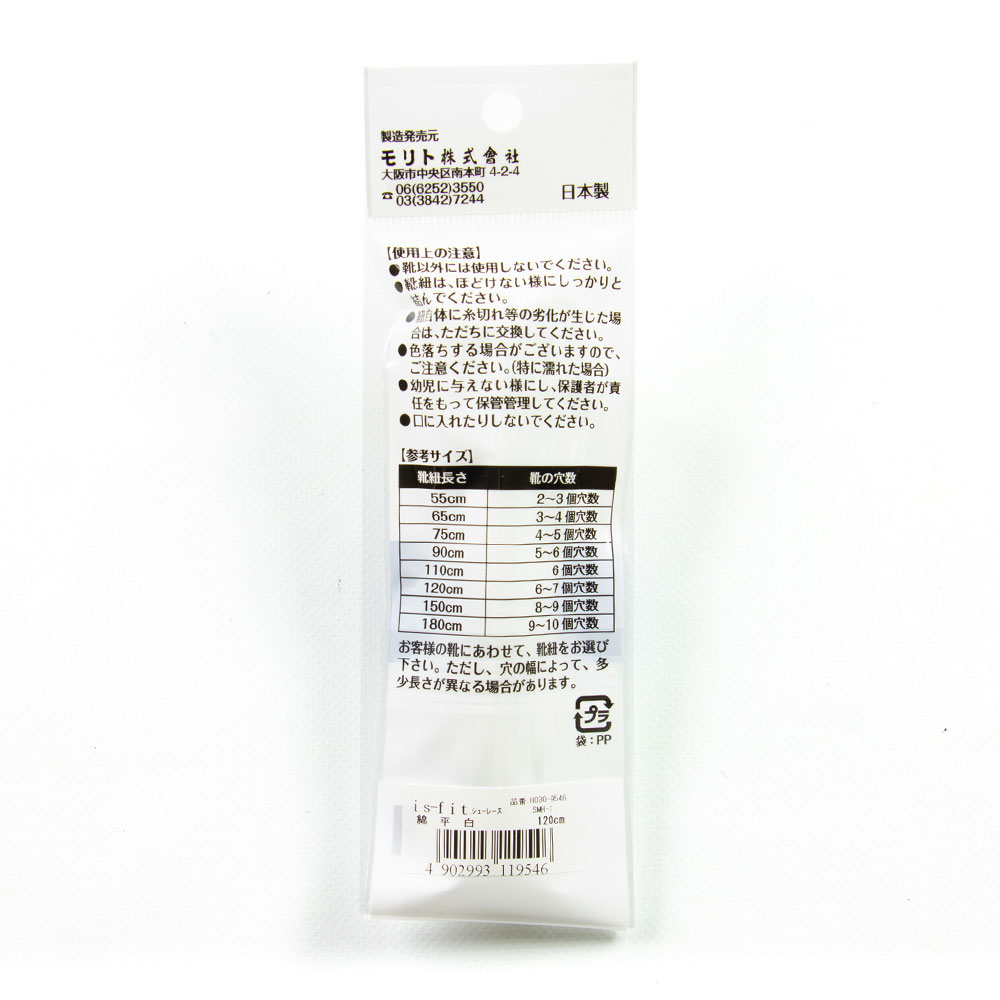 製造発売元
モリト株式會社
大阪市中央区南本町4-2-4
☎06(6252)3550
03(3842)7244
日本製
【使用上の注意】
●靴以外には使用しないでください。
●靴紐は、ほどけない様にしっかりと
結んでください。
●紐自体に糸切れ等の劣化が生じた場
合は、ただちに交換してください。
●色落ちする場合がございますので、
ご注意ください。(特に濡れた場合)
●幼児に与えない様にし、保護者が責
任をもって保管管理してください。
●口に入れたりしないでください。
【参考サイズ】
靴紐長さ 靴の穴数
55cm 2～3個穴数
65cm 3～4個穴数
75cm 4～5個穴数
90cm 5～6個穴数
110cm 6個穴数
120cm 6～7個穴数
150cm 8～9個穴数
180cm 9～10個穴数
お客様の靴にあわせて、靴紐をお選び
下さい。ただし、穴の幅によって、多
少長さが異なる場合があります。
プラ
袋:PP
is-fit シューレース 品番 H030-9546
SMH-1
綿 平 白 120cm
4 902993 119546